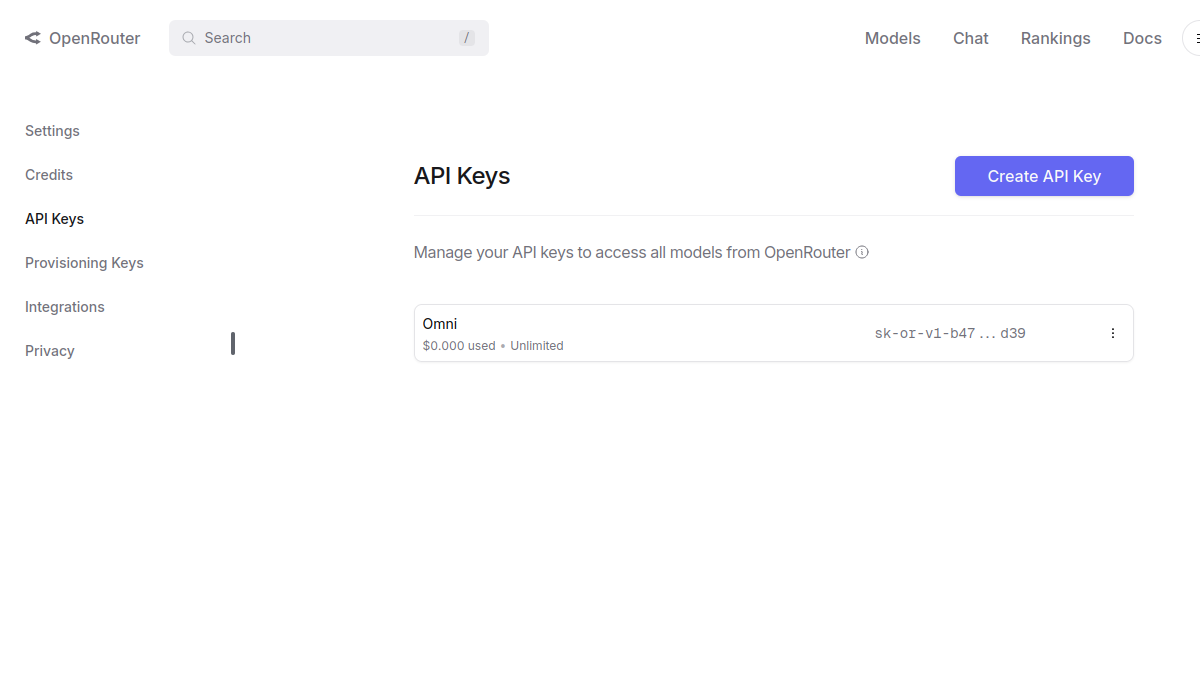 OpenRouter
Search
/
Models
Chat
Rankings
Docs
Settings
Credits
API Keys
Provisioning Keys
Integrations
Privacy
API Keys
Create API Key
Manage your API keys to access all models from OpenRouter
Omni
sk-or-v1-b47...d39
$0.000 used • Unlimited